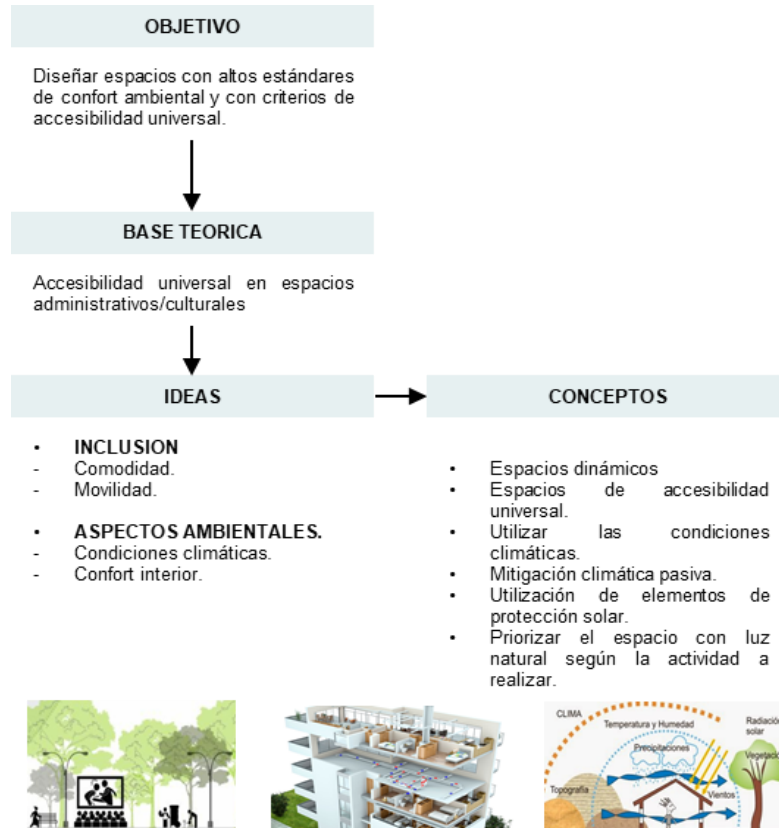 OBJETIVO
Diseñar espacios con altos estándares
de confort ambiental y con criterios de
accesibilidad universal.
BASE TEORICA
Accesibilidad universal en espacios
administrativos/culturales
IDEAS
• INCLUSION
- Comodidad.
- Movilidad.
• ASPECTOS AMBIENTALES.
- Condiciones climáticas.
- Confort interior.
CONCEPTOS
• Espacios dinámicos
• Espacios de accesibilidad
universal.
• Utilizar las condiciones
climáticas.
• Mitigación climática pasiva.
• Utilización de elementos de
protección solar.
• Priorizar el espacio con luz
natural según la actividad a
realizar.
CLIMA
Temperatura y Humedad
Radiación
solar
Precipitaciones
Vegetació
Topografía
Vientos